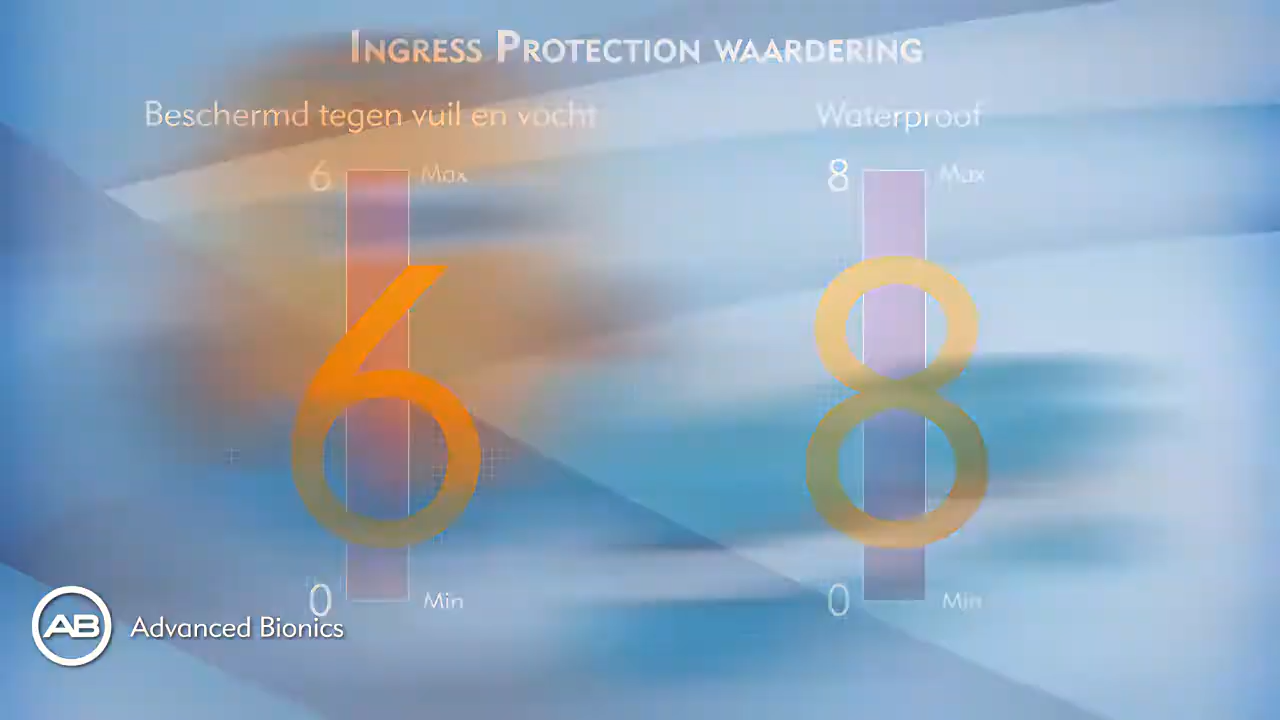 INGRESS PROTECTION WAARDERING
Beschermd tegen vuil en vocht
Waterproof
6 Max
8 Max
6
8
0 Min
0 Min
AB Advanced Bionics